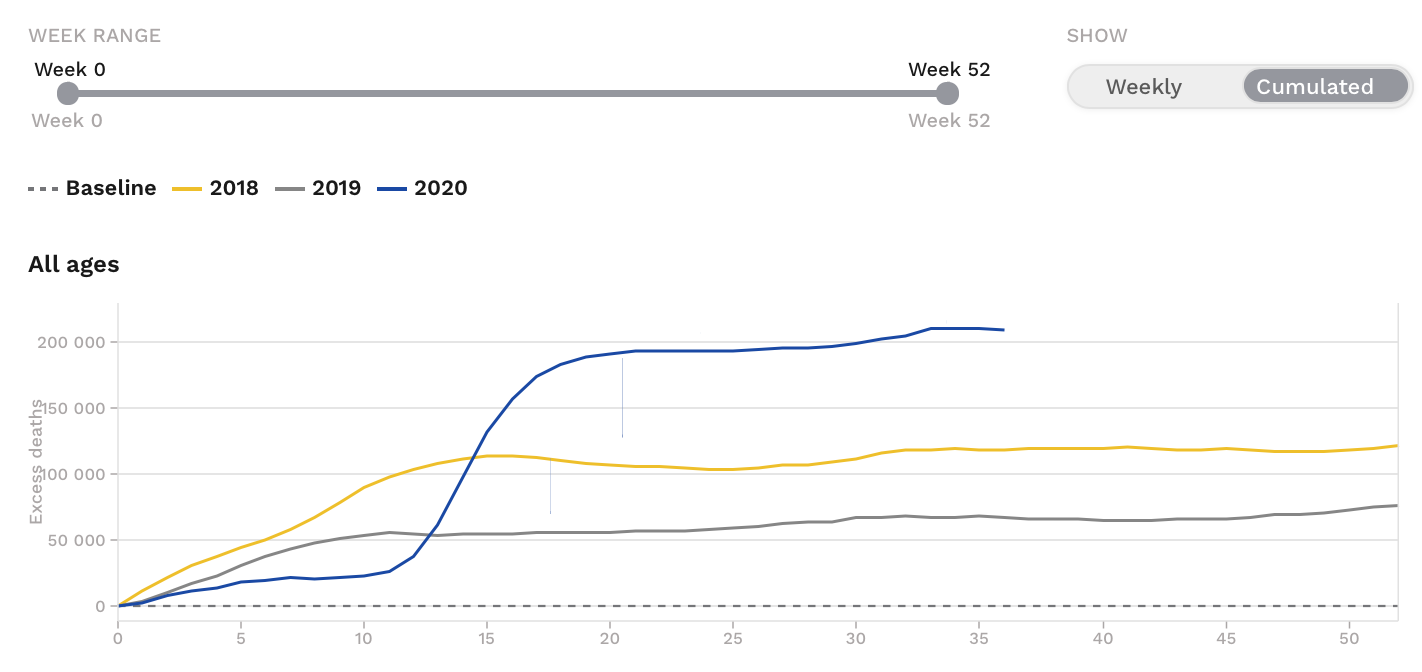 WEEK RANGE
SHOW
Week 0
Week 52
Weekly
Cumulated
Week 0
Week 52
Baseline
2018
2019
2020
All ages
Excess deaths
200 000
150 000
100 000
50 000
0
0
5
10
15
20
25
30
35
40
45
50